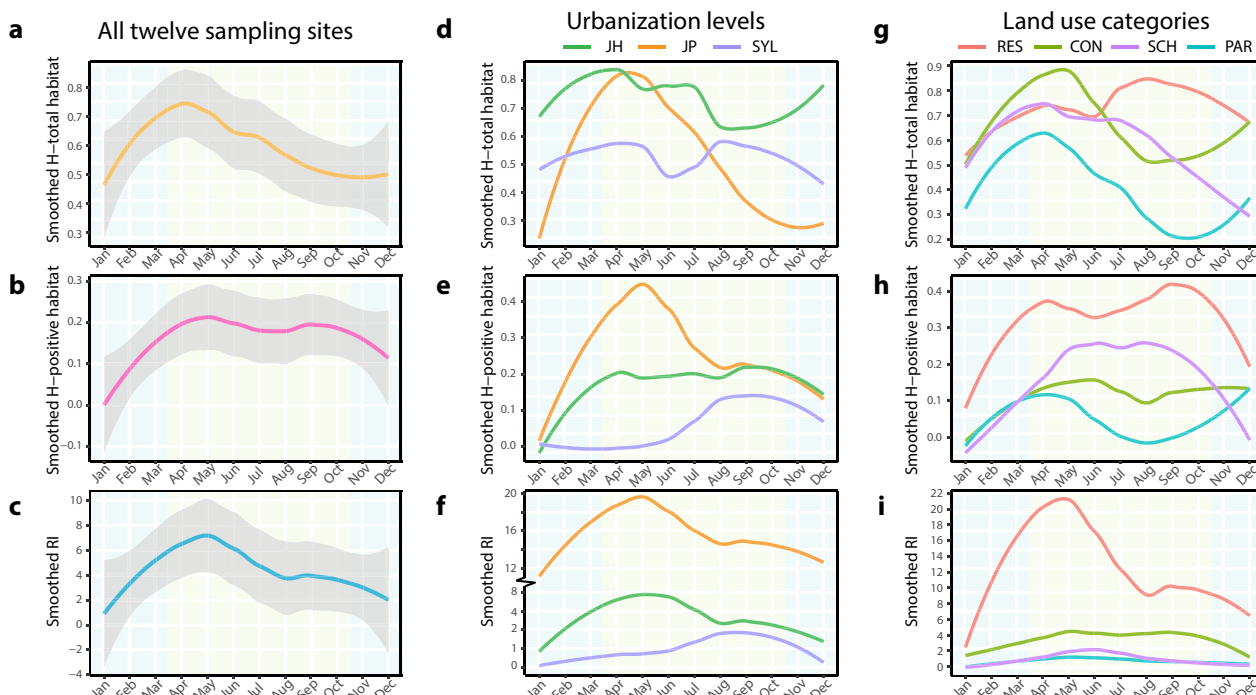 a All twelve sampling sites
Smoothed H-total habitat
0.8
0.7
0.6
0.5
0.4
0.3
Jan Feb Mar Apr May Jun Jul Aug Sep Oct Nov Dec
b
Smoothed H-positive habitat
0.3
0.2
0.1
0.0
−0.1
Jan Feb Mar Apr May Jun Jul Aug Sep Oct Nov Dec
c
Smoothed RI
10
8
6
4
2
0
−2
−4
Jan Feb Mar Apr May Jun Jul Aug Sep Oct Nov Dec
d Urbanization levels
JH JP SYL
Smoothed H-total habitat
0.8
0.7
0.6
0.5
0.4
0.3
Jan Feb Mar Apr May Jun Jul Aug Sep Oct Nov Dec
e
Smoothed H-positive habitat
0.4
0.3
0.2
0.1
0.0
Jan Feb Mar Apr May Jun Jul Aug Sep Oct Nov Dec
f
Smoothed RI
20
16
12
8
2
1
0
Jan Feb Mar Apr May Jun Jul Aug Sep Oct Nov Dec
g Land use categories
RES CON SCH PAR
Smoothed H-total habitat
0.9
0.8
0.7
0.6
0.5
0.4
0.3
0.2
Jan Feb Mar Apr May Jun Jul Aug Sep Oct Nov Dec
h
Smoothed H-positive habitat
0.4
0.3
0.2
0.1
0.0
Jan Feb Mar Apr May Jun Jul Aug Sep Oct Nov Dec
i
Smoothed RI
22
20
18
16
14
12
10
8
6
4
2
0
Jan Feb Mar Apr May Jun Jul Aug Sep Oct Nov Dec